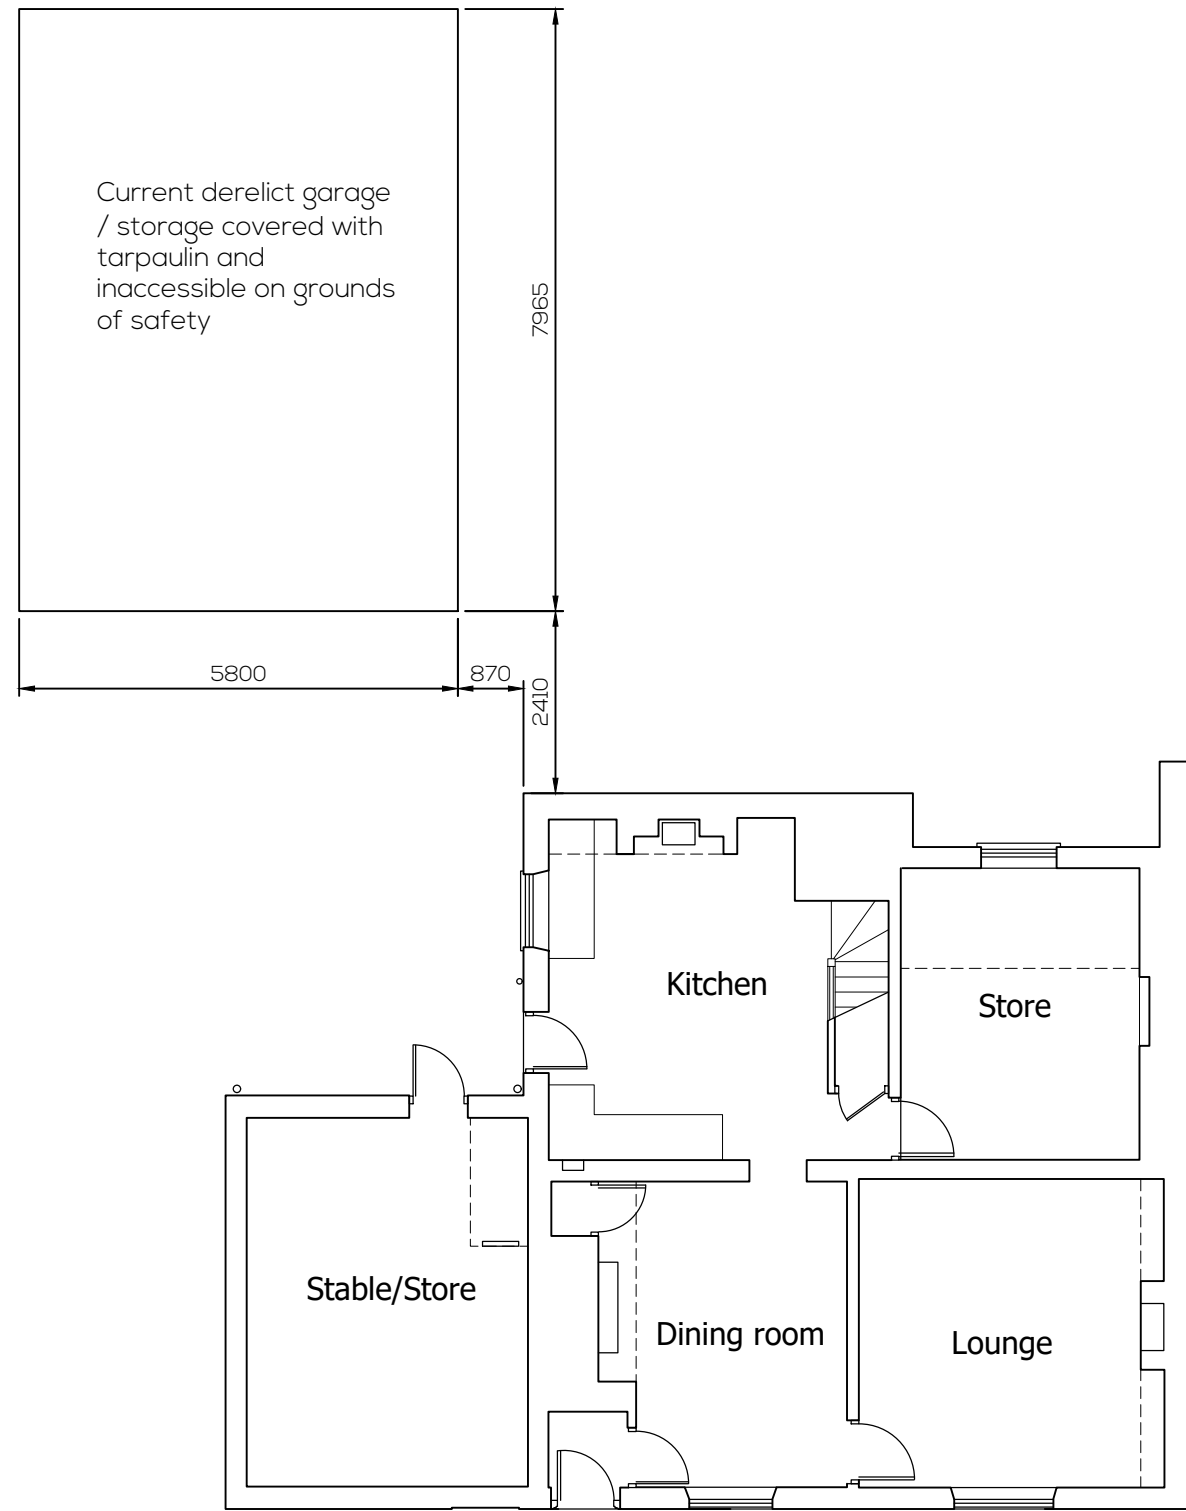 Current derelict garage
/ storage covered with
tarpaulin and
inaccessible on grounds
of safety
7965
5800
870
2410
Kitchen
Store
Stable/Store
Dining room
Lounge